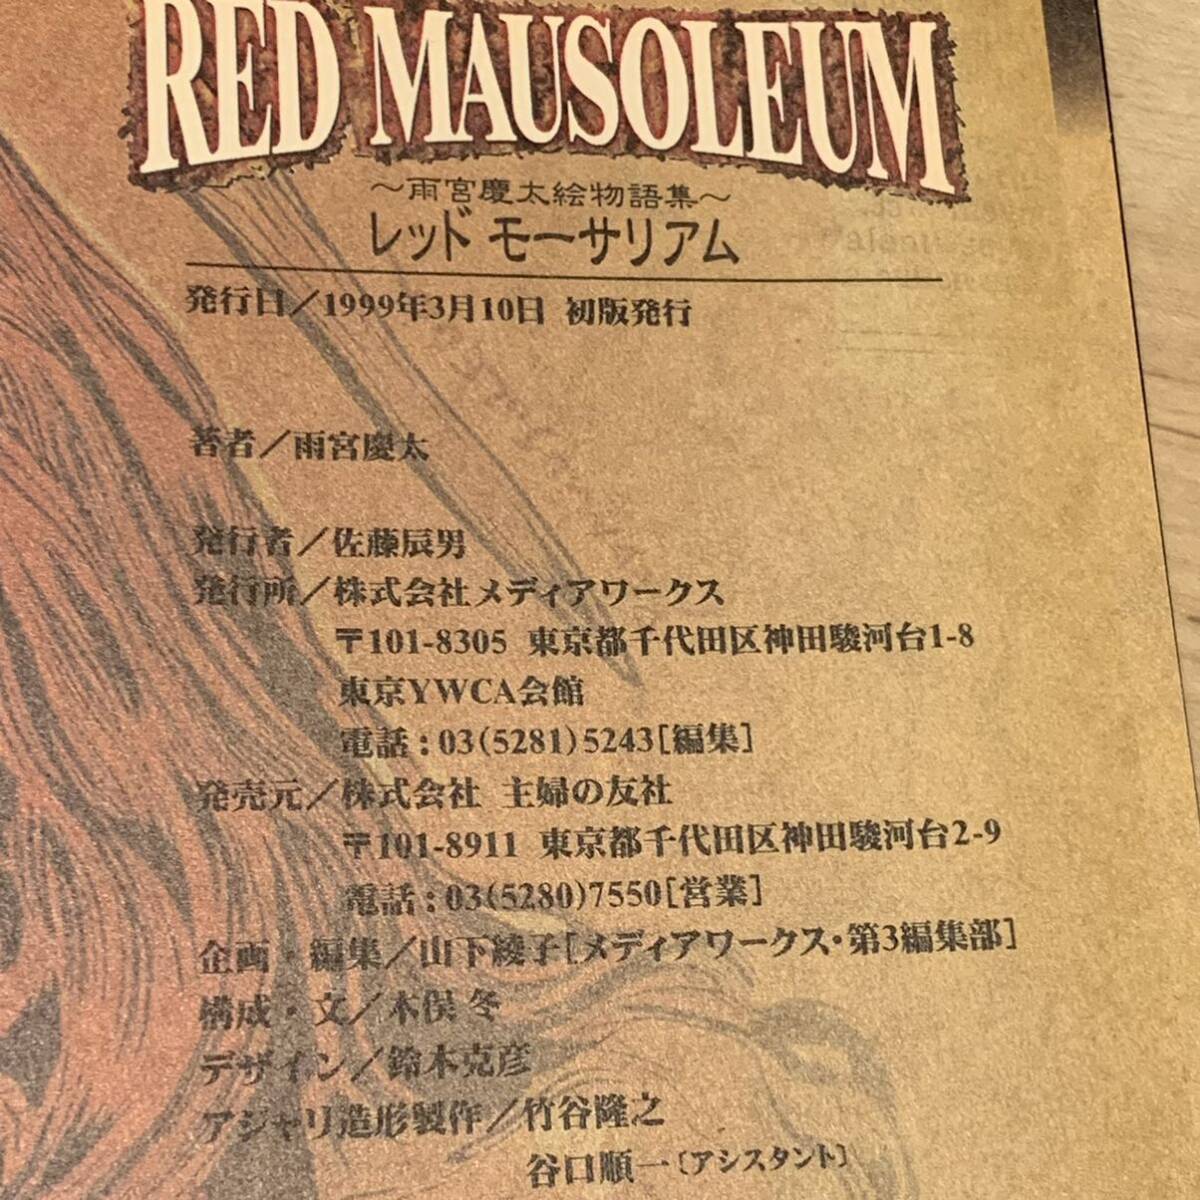 RED MAUSOLEUM
～雨宮慶太絵物語集～
レッド モーサリアム
発行日／1999年3月10日 初版発行
著者／雨宮慶太
発行者／佐藤辰男
発行所／株式会社メディアワークス
〒101-8305 東京都千代田区神田駿河台1-8
東京YWCA会館
電話：03(5281)5243[編集]
発売元／株式会社 主婦の友社
〒101-8911 東京都千代田区神田駿河台2-9
電話：03(5280)7550[営業]
企画・編集／山下綾子[メディアワークス・第3編集部]
構成・文／木俣 冬
デザイン／鈴木克彦
アジャリ造形製作／竹谷隆之
谷口順一〔アシスタント〕